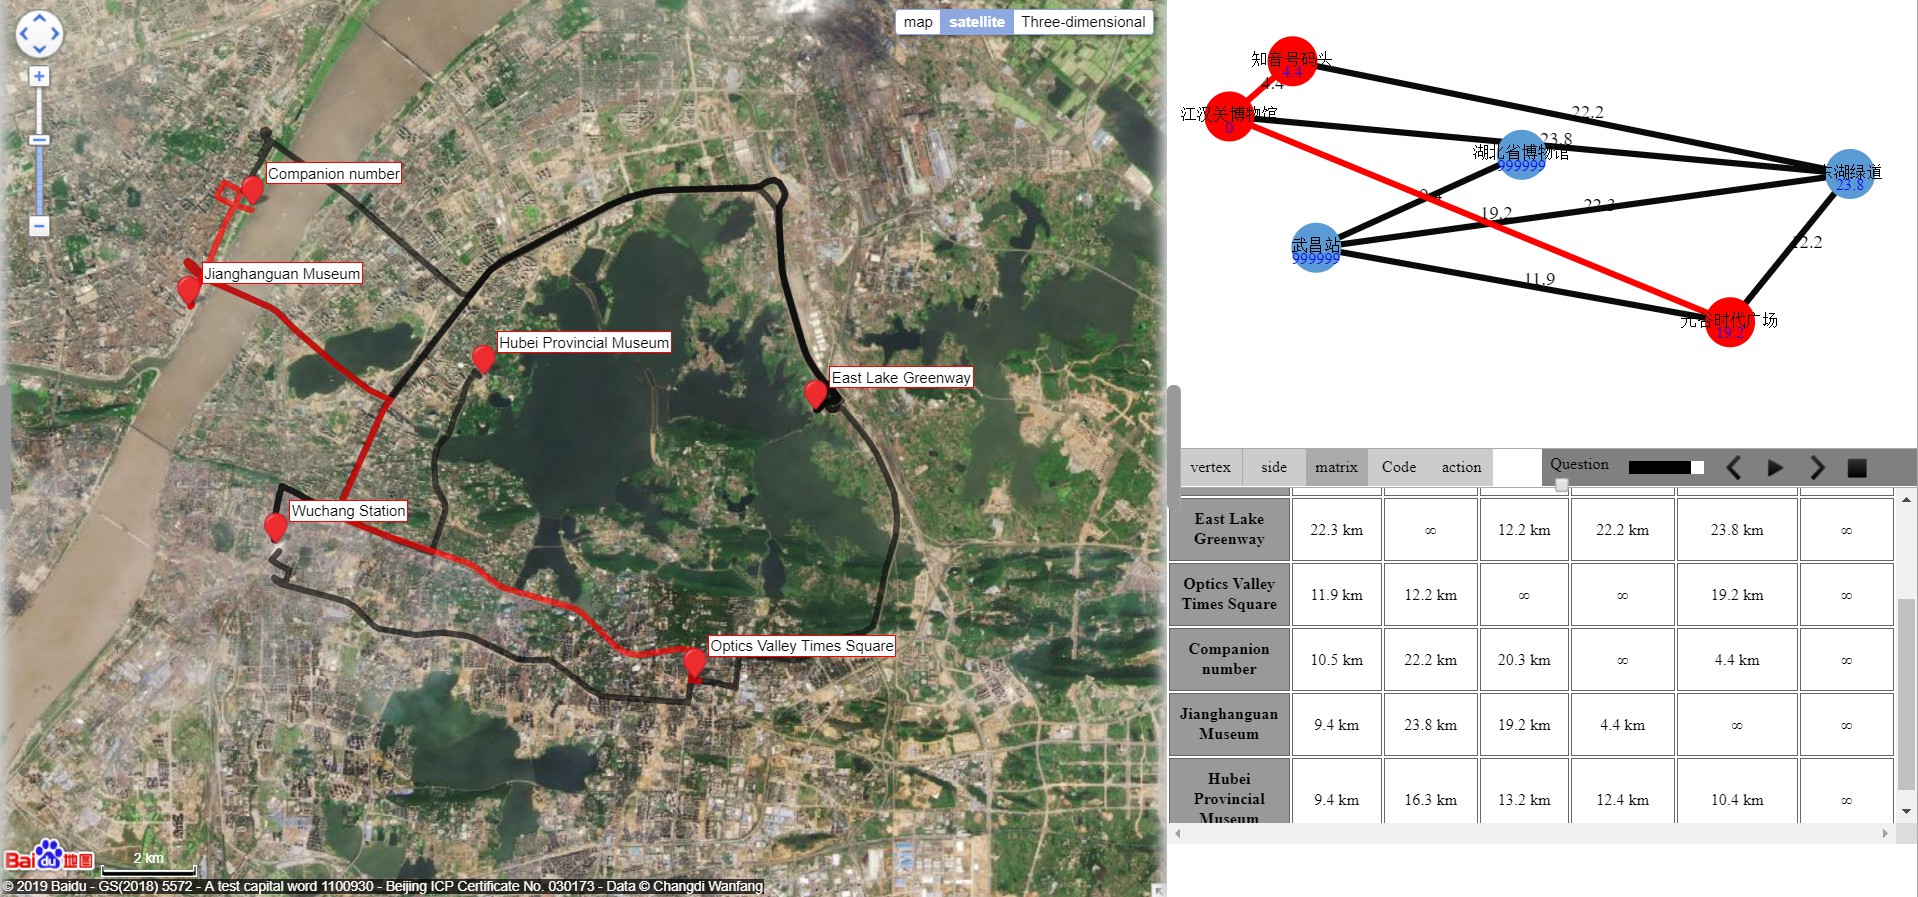 map satellite Three-dimensional
Companion number
Jianghanguan Museum
Hubei Provincial Museum
East Lake Greenway
Wuchang Station
Optics Valley Times Square
Bai du 地图
2 km
© 2019 Baidu - GS(2018) 5572 - A test capital word 1100930 - Beijing ICP Certificate No. 030173 - Data © Changdi Wanfang
知音号码头
4.4
4.4
江汉关博物馆
0
22.2
23.8
湖北省博物馆
999999
东湖绿道
23.8
22.3
19.2
武昌站
999999
11.9
12.2
光谷时代广场
19.2
vertex side matrix Code action Question
East Lake Greenway 22.3 km ∞ 12.2 km 22.2 km 23.8 km ∞
Optics Valley Times Square 11.9 km 12.2 km ∞ ∞ 19.2 km ∞
Companion number 10.5 km 22.2 km 20.3 km ∞ 4.4 km ∞
Jianghanguan Museum 9.4 km 23.8 km 19.2 km 4.4 km ∞ ∞
Hubei Provincial Museum 9.4 km 16.3 km 13.2 km 12.4 km 10.4 km ∞